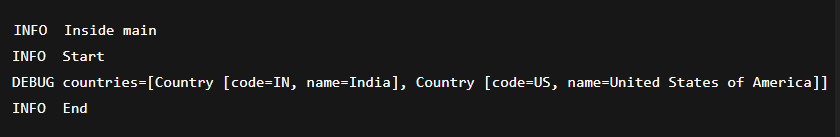 INFO  Inside main
INFO  Start
DEBUG countries=[Country [code=IN, name=India], Country [code=US, name=United States of America]]
INFO  End